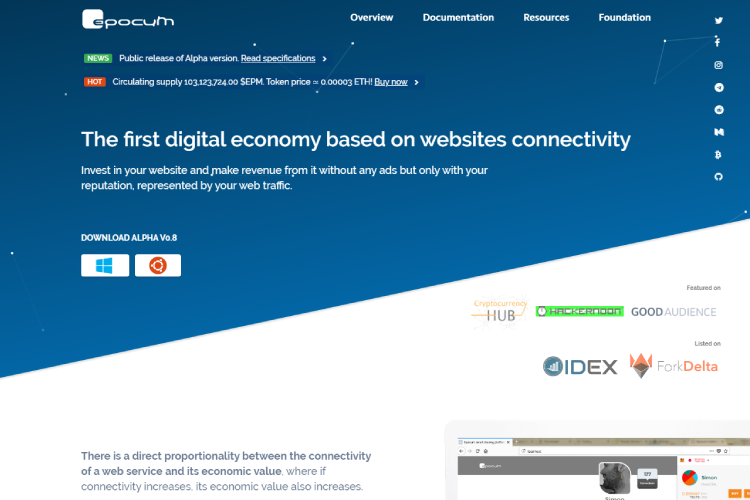 epocum
Overview
Documentation
Resources
Foundation
NEWS Public release of Alpha version. Read specifications
HOT Circulating supply 103,123,724.00 $EPM. Token price ≃ 0.00003 ETH! Buy now
The first digital economy based on websites connectivity
Invest in your website and make revenue from it without any ads but only with your
reputation, represented by your web traffic.
DOWNLOAD ALPHA V0.8
Featured on
Cryptocurrency
HUB
HACKERNOON
GOODAUDIENCE
Listed on
IDEX
ForkDelta
There is a direct proportionality between the connectivity
of a web service and its economic value, where if
connectivity increases, its economic value also increases.
epocum
Simon
Simon